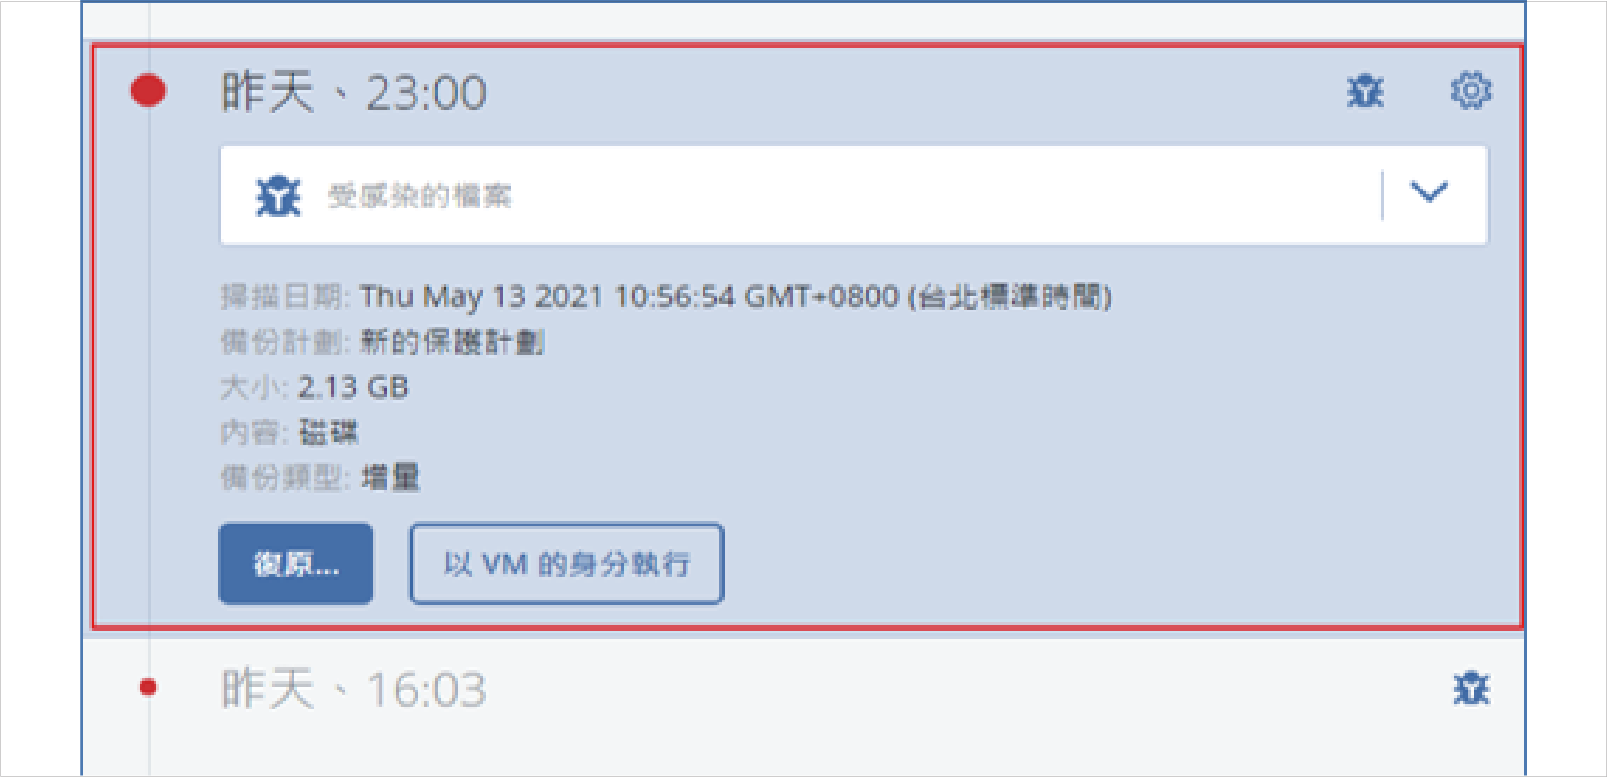 昨天、23:00
受感染的檔案
掃描日期: Thu May 13 2021 10:56:54 GMT+0800 (台北標準時間)
備份計劃: 新的保護計劃
大小: 2.13 GB
內容: 磁碟
備份類型: 增量
復原...
以 VM 的身分執行
昨天、16:03